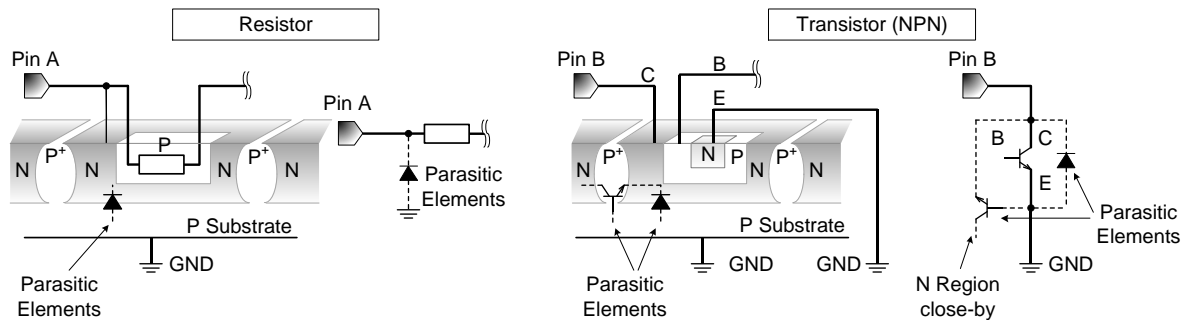 Resistor
Transistor (NPN)
Pin A
Pin A
N
P+
N
P
P+
N
Parasitic
Elements
P Substrate
GND
Parasitic
Elements
Pin B
C
B
E
N
P+
N
N
P
P+
N
P Substrate
GND
GND
Parasitic
Elements
Pin B
B
C
E
Parasitic
Elements
GND
N Region
close-by